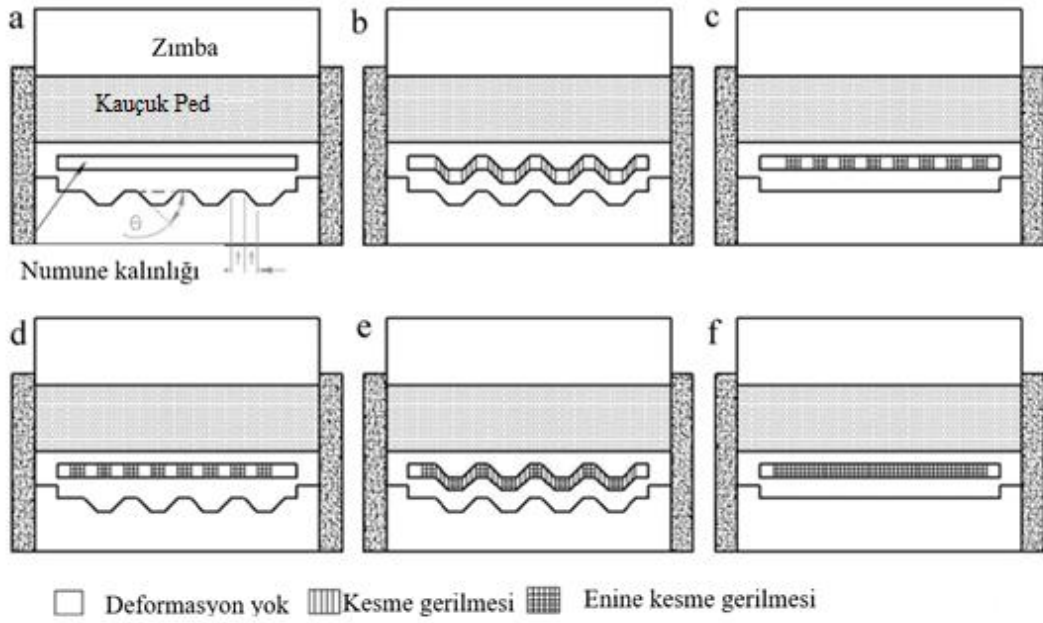 a
b
c
Zımba
Kauçuk Ped
θ
t t
Numune kalınlığı
d
e
f
Deformasyon yok
Kesme gerilmesi
Enine kesme gerilmesi